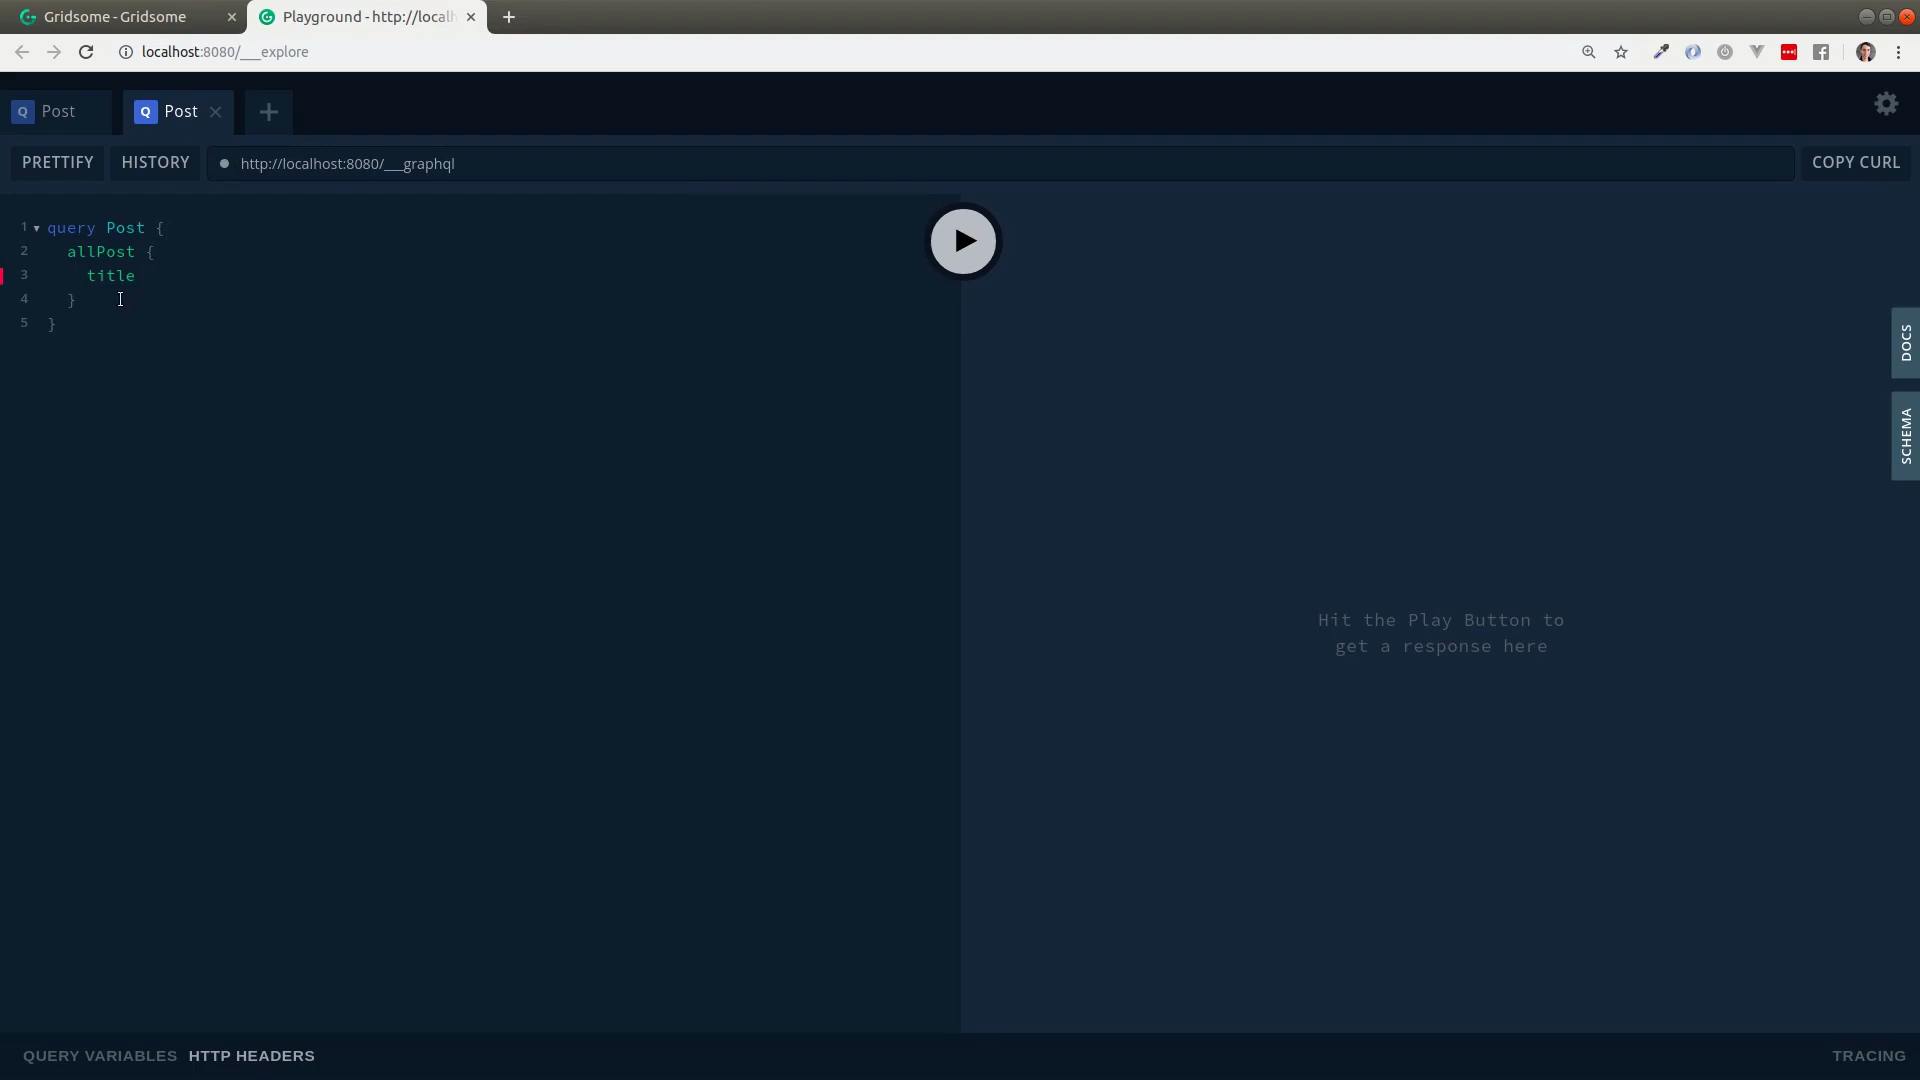 Gridsome - Gridsome
Playground - http://local
localhost:8080/___explore
Q Post
Q Post
PRETTIFY
HISTORY
http://localhost:8080/___graphql
COPY CURL
1 query Post {
2 allPost {
3 title
4 }
5 }
Hit the Play Button to
get a response here
DOCS
SCHEMA
QUERY VARIABLES
HTTP HEADERS
TRACING